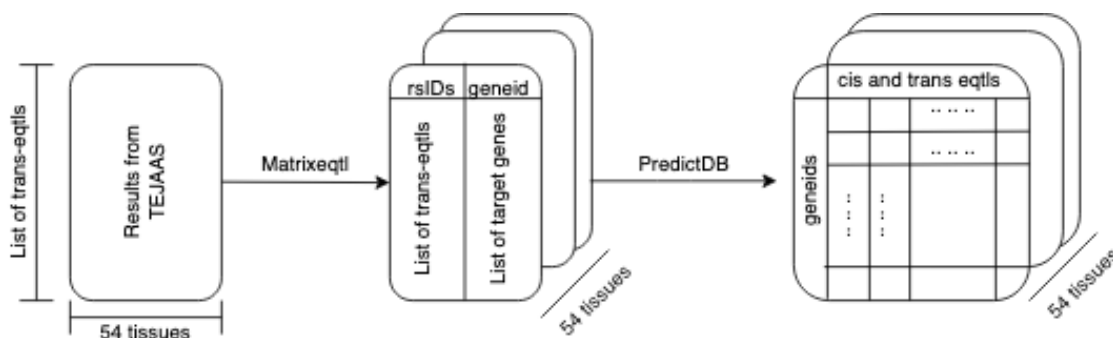 List of trans-eqtls
Results from
TEJAAS
54 tissues
Matrixeqtl
rsIDs geneid
List of trans-eqtls
List of target genes
54 tissues
PredictDB
cis and trans eqtls
geneids
.. .. ..
.. .. ..
: :
: :
: :
54 tissues